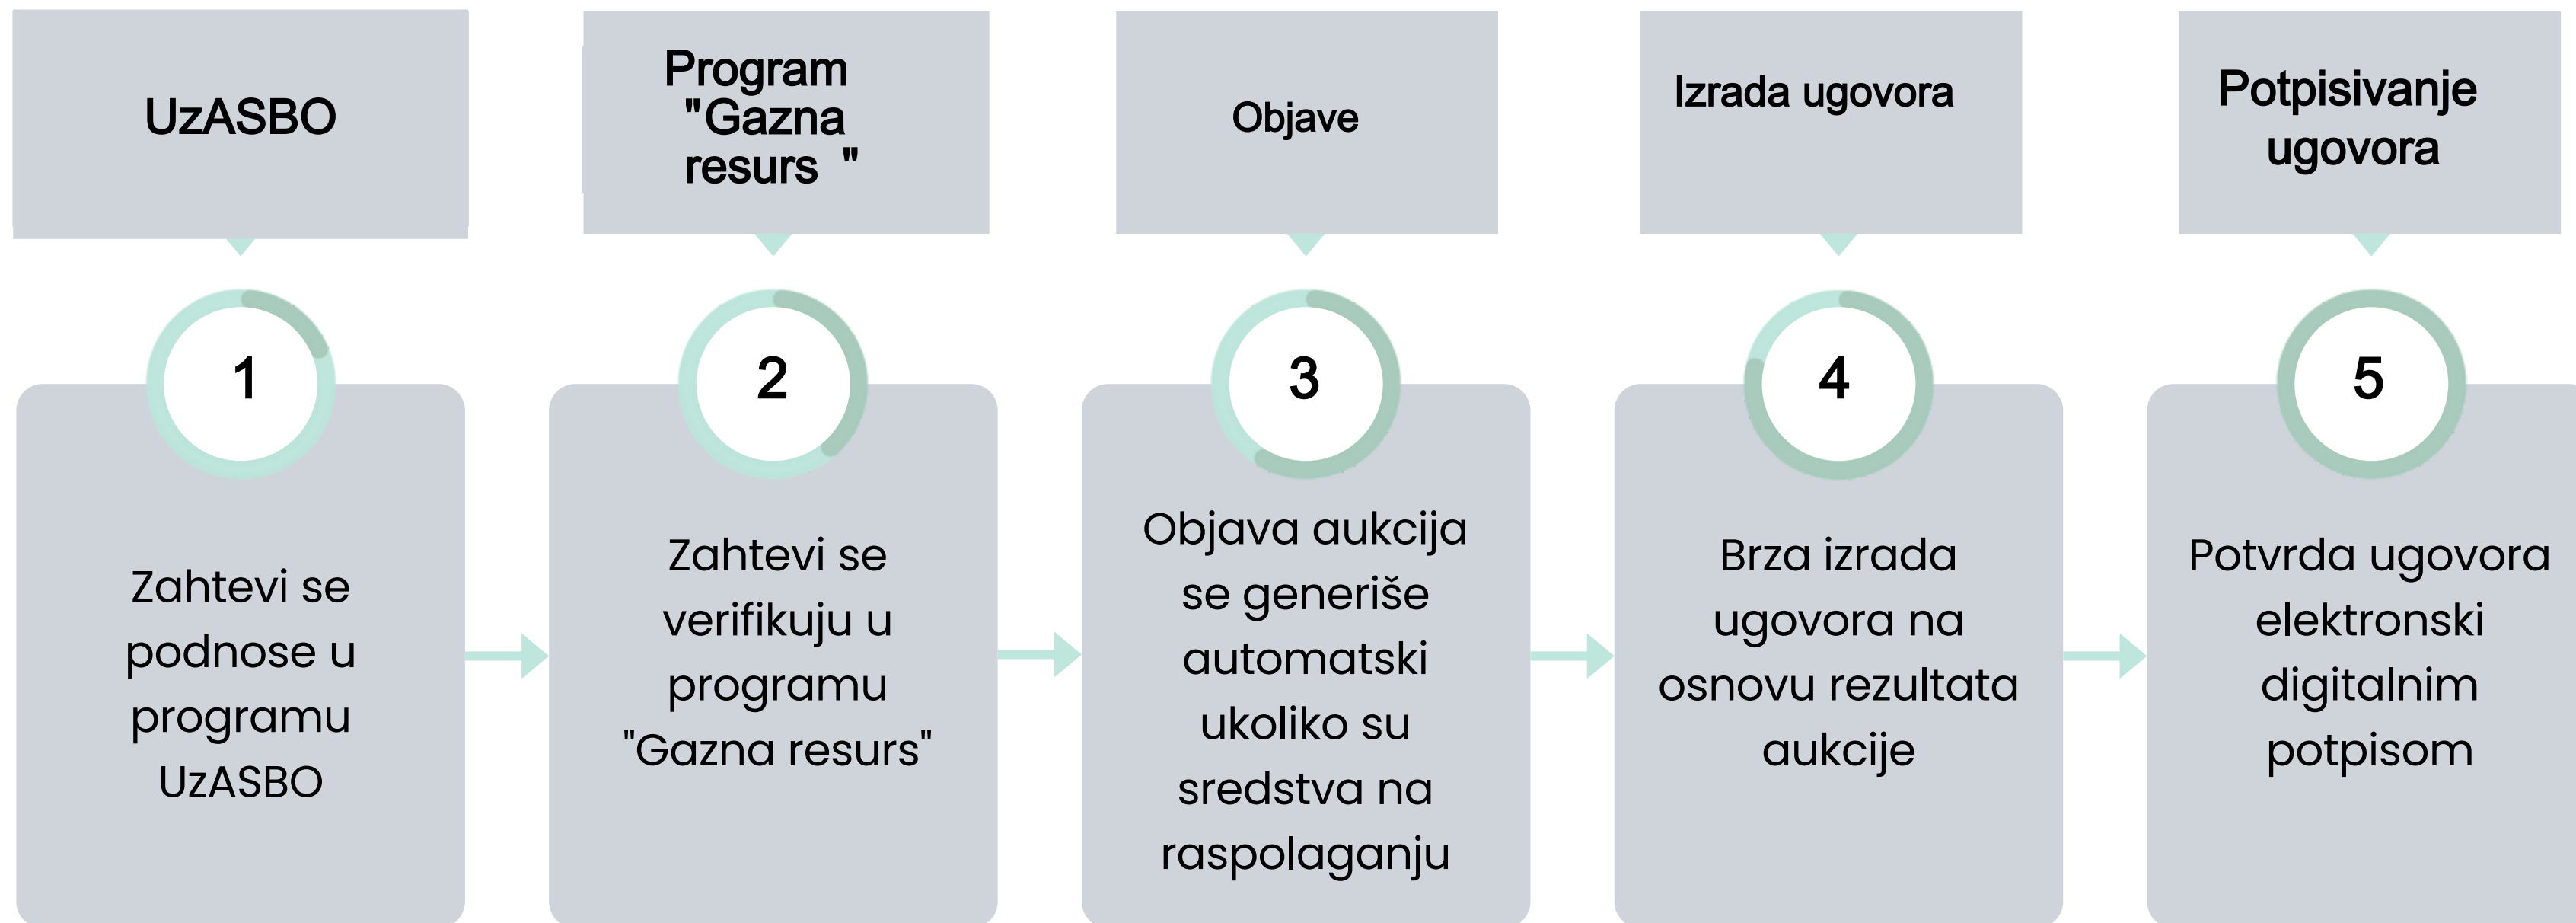 UzASBO
Program
"Gazna
resurs "
Objave
Izrada ugovora
Potpisivanje
ugovora
1
2
3
4
5
Zahtevi se
podnose u
programu
UzASBO
Zahtevi se
verifikuju u
programu
"Gazna resurs"
Objava aukcija
se generiše
automatski
ukoliko su
sredstva na
raspolaganju
Brza izrada
ugovora na
osnovu rezultata
aukcije
Potvrda ugovora
elektronski
digitalnim
potpisom